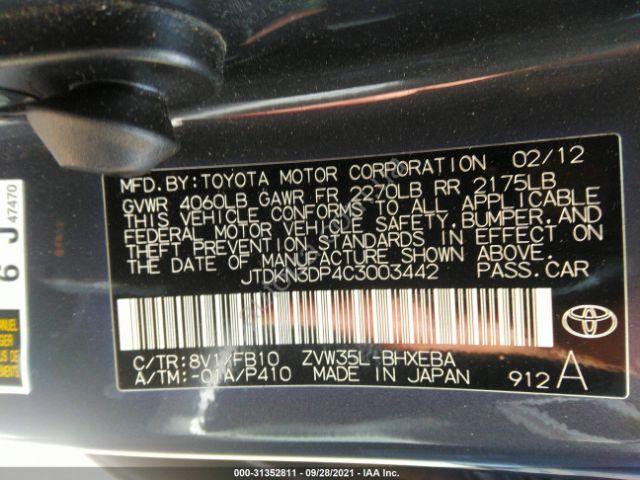 MFD.BY:TOYOTA MOTOR CORPORATION 02/12
GVWR 4060LB GAWR FR 2270LB RR 2175LB
THIS VEHICLE CONFORMS TO ALL APPLICABLE
FEDERAL MOTOR VEHICLE SAFETY,BUMPER,AND
THEFT PREVENTION STANDARDS IN EFFECT ON
THE DATE OF MANUFACTURE SHOWN ABOVE.
JTDKN3DP4C3003442 PASS.CAR
C/TR:8V1/FB10 ZVW35L-BHXEBA
A/TM:-01A/P410 MADE IN JAPAN 912 A
TOYOTA
6 J
47470
000-31352811 - 09/28/2021 - IAA Inc.